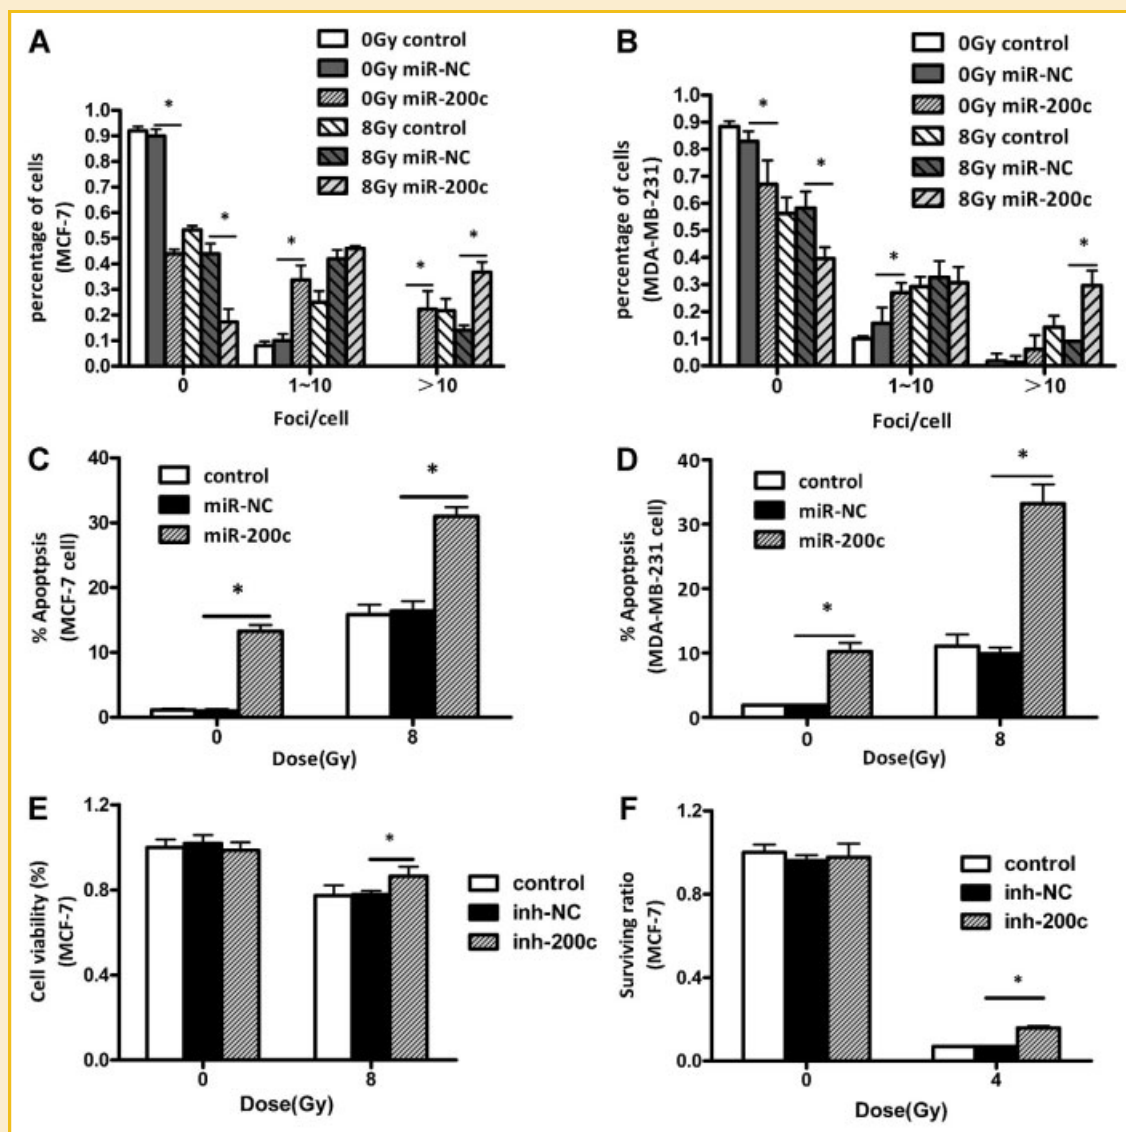 A
0Gy control
0Gy miR-NC
0Gy miR-200c
8Gy control
8Gy miR-NC
8Gy miR-200c
percentage of cells
(MCF-7)
1.0
0.9
0.8
0.7
0.6
0.5
0.4
0.3
0.2
0.1
0.0
*
*
*
*
*
0
1~10
>10
Foci/cell
B
0Gy control
0Gy miR-NC
0Gy miR-200c
8Gy control
8Gy miR-NC
8Gy miR-200c
percentage of cells
(MDA-MB-231)
1.0
0.9
0.8
0.7
0.6
0.5
0.4
0.3
0.2
0.1
0.0
*
*
*
*
0
1~10
>10
Foci/cell
C
control
miR-NC
miR-200c
% Apoptpsis
(MCF-7 cell)
40
30
20
10
0
*
*
0
8
Dose(Gy)
D
control
miR-NC
miR-200c
% Apoptpsis
(MDA-MB-231 cell)
40
30
20
10
0
*
*
0
8
Dose(Gy)
E
Cell viability (%)
(MCF-7)
1.2
0.8
0.4
0.0
*
control
inh-NC
inh-200c
0
8
Dose(Gy)
F
Surviving ratio
(MCF-7)
1.2
0.8
0.4
0.0
control
inh-NC
inh-200c
*
0
4
Dose(Gy)